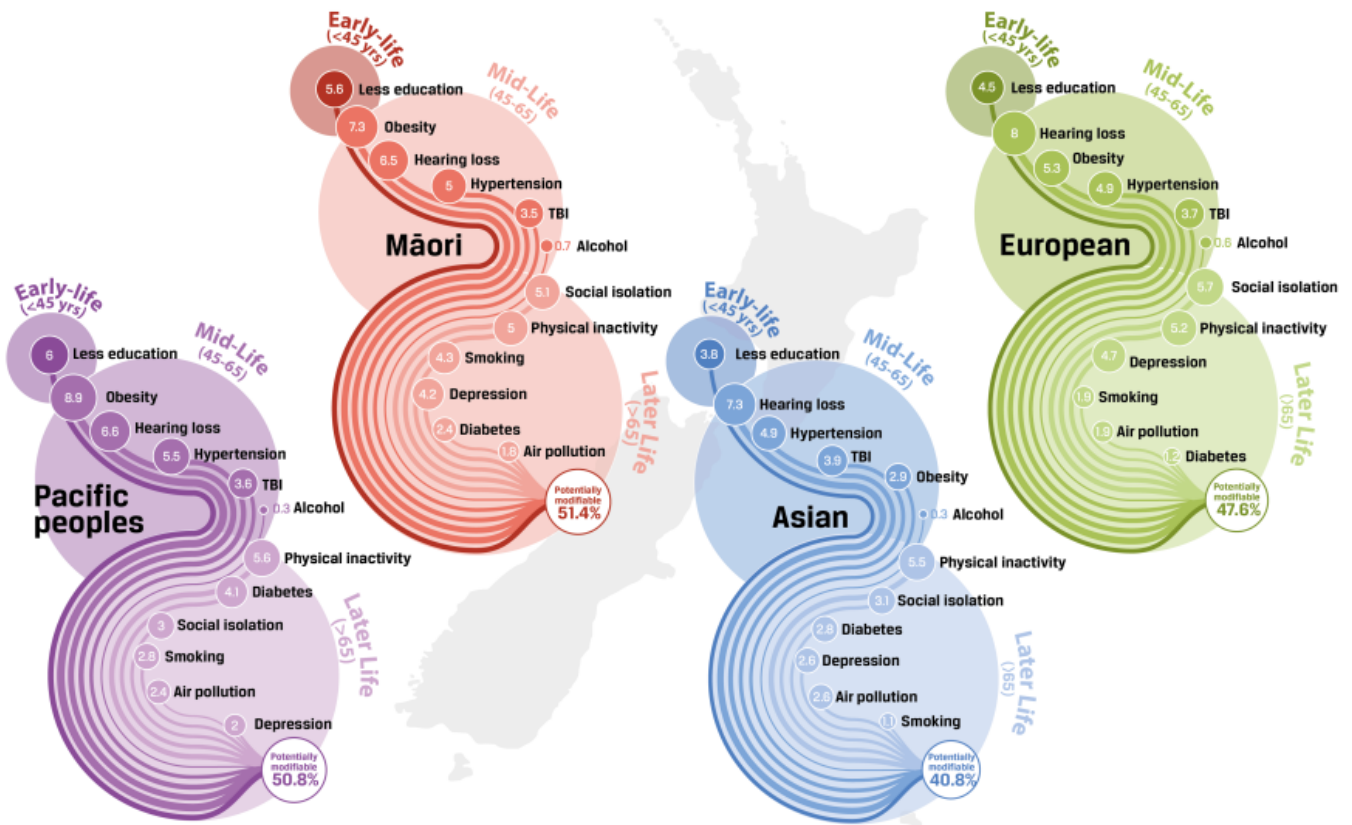 Early-life
(<45 yrs)
Mid-Life
(45-65)
5.6 Less education
7.3 Obesity
6.5 Hearing loss
5 Hypertension
3.5 TBI
Māori
0.7 Alcohol
5.1 Social isolation
5 Physical inactivity
4.3 Smoking
4.2 Depression
2.4 Diabetes
1.8 Air pollution
Later Life
(>65)
Potentially
modifiable
51.4%
Early-life
(<45 yrs)
Mid-Life
(45-65)
4.5 Less education
8 Hearing loss
5.3 Obesity
4.9 Hypertension
3.7 TBI
European
0.6 Alcohol
5.7 Social isolation
5.2 Physical inactivity
4.7 Depression
1.9 Smoking
1.9 Air pollution
1.2 Diabetes
Later Life
()65)
Potentially
modifiable
47.6%
Early-life
(<45 yrs)
Mid-Life
(45-65)
6 Less education
8.9 Obesity
6.6 Hearing loss
5.5 Hypertension
3.6 TBI
Pacific
peoples
0.3 Alcohol
5.6 Physical inactivity
4.1 Diabetes
3 Social isolation
2.8 Smoking
2.4 Air pollution
2 Depression
Later Life
(>65)
Potentially
modifiable
50.8%
Early-life
(<45 yrs)
Mid-Life
(45-65)
3.8 Less education
7.3 Hearing loss
4.9 Hypertension
3.9 TBI
2.9 Obesity
Asian
0.3 Alcohol
5.5 Physical inactivity
3.1 Social isolation
2.8 Diabetes
2.6 Depression
2.6 Air pollution
1.1 Smoking
Later Life
()65)
Potentially
modifiable
40.8%